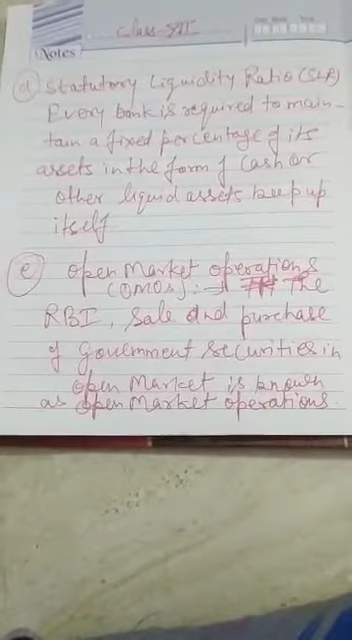 Class-XII
Notes
(d) Statutory Liquidity Ratio (SLR)
Every bank is required to main-
tain a fixed percentage of its
assets in the form of cash or
other liquid assets keep up
itself
(e) Open Market operations
(OMOs):→ The
RBI, sale and purchase
of government securities in
open Market is known
as open Market operations.